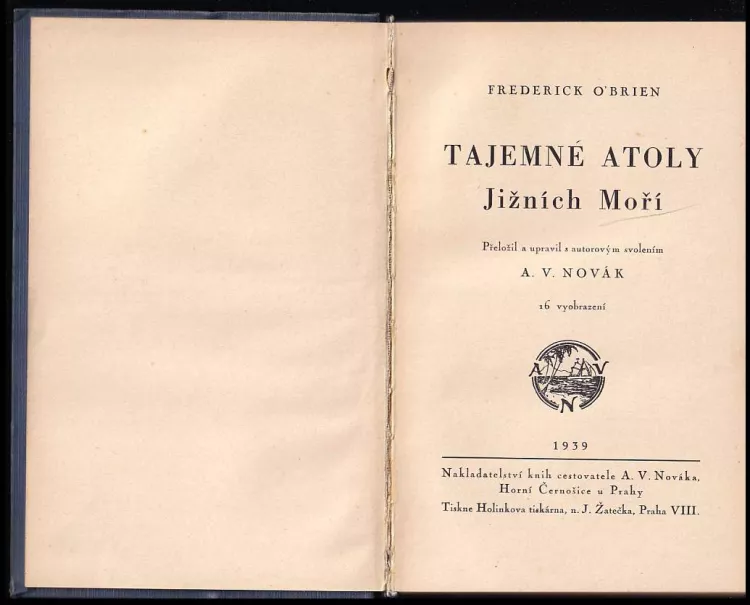 FREDERICK O'BRIEN
TAJEMNÉ ATOLY
Jižních Moří
Přeložil a upravil s autorovým svolením
A. V. NOVÁK
16 vyobrazení
A V
N
1939
Nakladatelství knih cestovatele A. V. Nováka,
Horní Černošice u Prahy
Tiskne Holinkova tiskárna, n. J. Žatečka, Praha VIII.